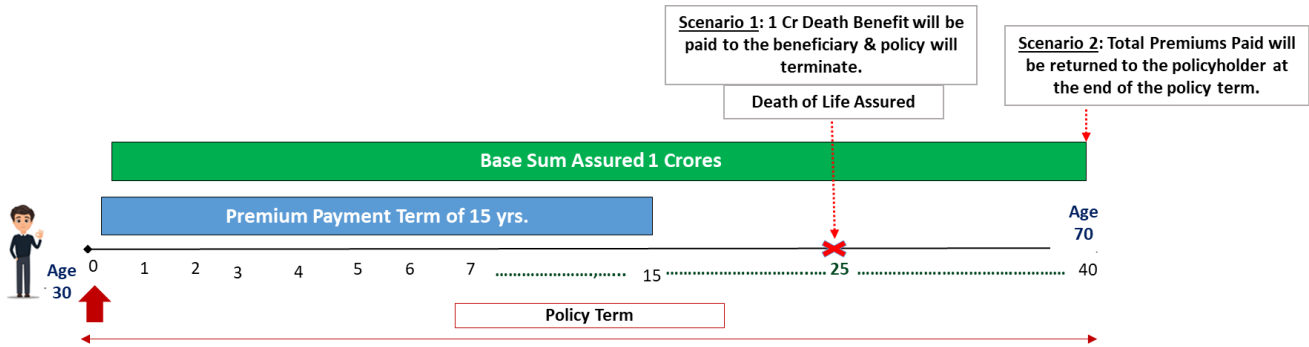 Scenario 1: 1 Cr Death Benefit will be
paid to the beneficiary & policy will
terminate.
Death of Life Assured
Scenario 2: Total Premiums Paid will
be returned to the policyholder at
the end of the policy term.
Base Sum Assured 1 Crores
Premium Payment Term of 15 yrs.
Age
70
Age
30
0 1 2 3 4 5 6 7 .......................,...... 15 ........................... 25 ................................... 40
Policy Term